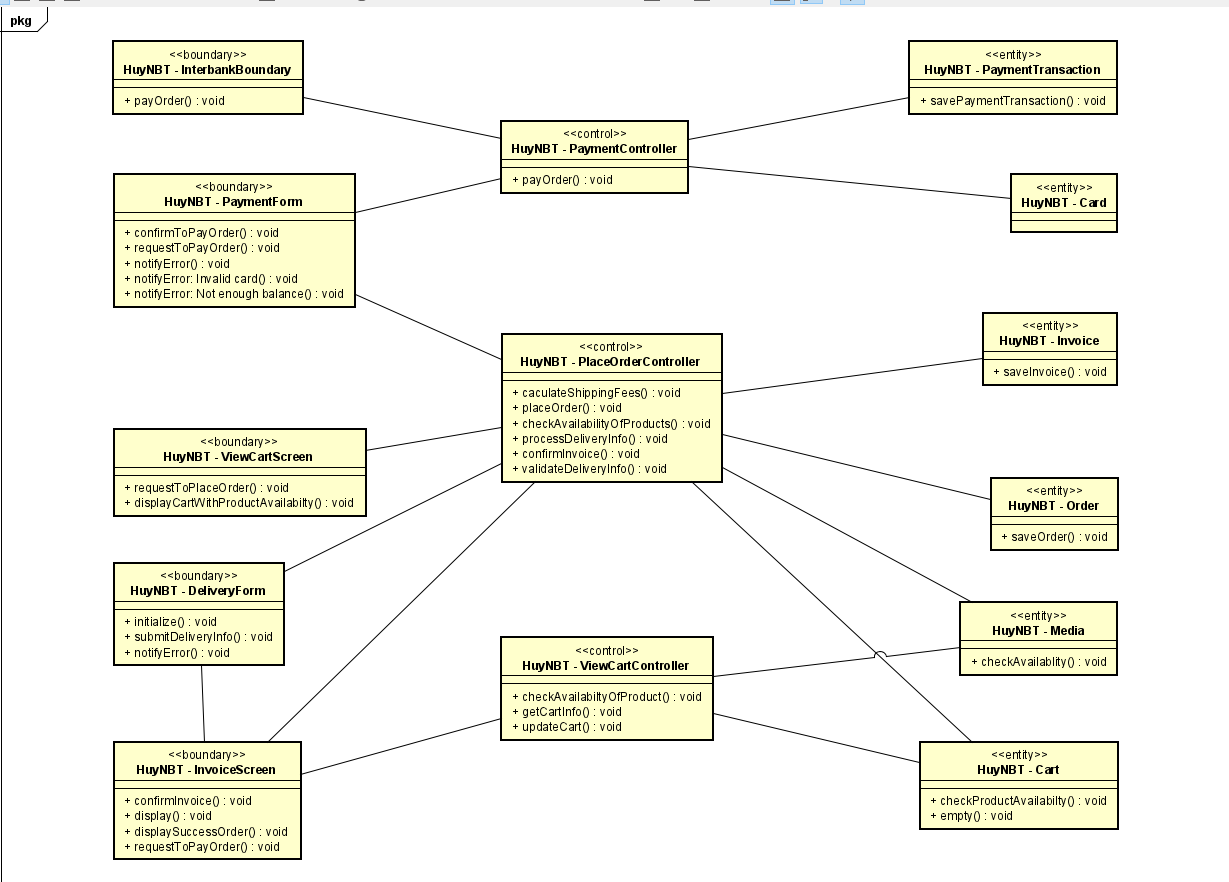 pkg
<<boundary>>
HuyNBT - InterbankBoundary
+ payOrder() : void
<<entity>>
HuyNBT - PaymentTransaction
+ savePaymentTransaction() : void
<<control>>
HuyNBT - PaymentController
+ payOrder() : void
<<boundary>>
HuyNBT - PaymentForm
+ confirmToPayOrder() : void
+ requestToPayOrder() : void
+ notifyError() : void
+ notifyError: Invalid card() : void
+ notifyError: Not enough balance() : void
<<entity>>
HuyNBT - Card
<<entity>>
HuyNBT - Invoice
+ saveInvoice() : void
<<control>>
HuyNBT - PlaceOrderController
+ caculateShippingFees() : void
+ placeOrder() : void
+ checkAvailabilityOfProducts() : void
+ processDeliveryInfo() : void
+ confirmInvoice() : void
+ validateDeliveryInfo() : void
<<boundary>>
HuyNBT - ViewCartScreen
+ requestToPlaceOrder() : void
+ displayCartWithProductAvailabilty() : void
<<entity>>
HuyNBT - Order
+ saveOrder() : void
<<boundary>>
HuyNBT - DeliveryForm
+ initialize() : void
+ submitDeliveryInfo() : void
+ notifyError() : void
<<entity>>
HuyNBT - Media
+ checkAvailablity() : void
<<control>>
HuyNBT - ViewCartController
+ checkAvailabiltyOfProduct() : void
+ getCartInfo() : void
+ updateCart() : void
<<boundary>>
HuyNBT - InvoiceScreen
+ confirmInvoice() : void
+ display() : void
+ displaySuccessOrder() : void
+ requestToPayOrder() : void
<<entity>>
HuyNBT - Cart
+ checkProductAvailabilty() : void
+ empty() : void